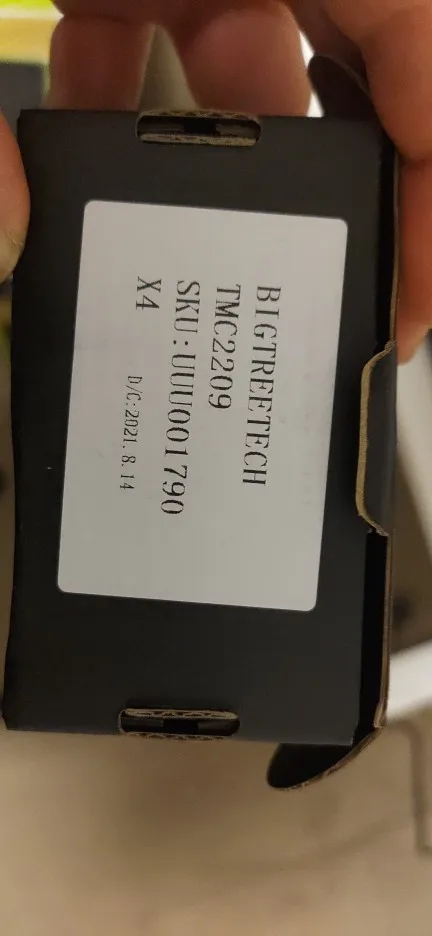 BIGTREETECH
TMC2209
SKU:UUU001790
X4 D/C:2021.8.14